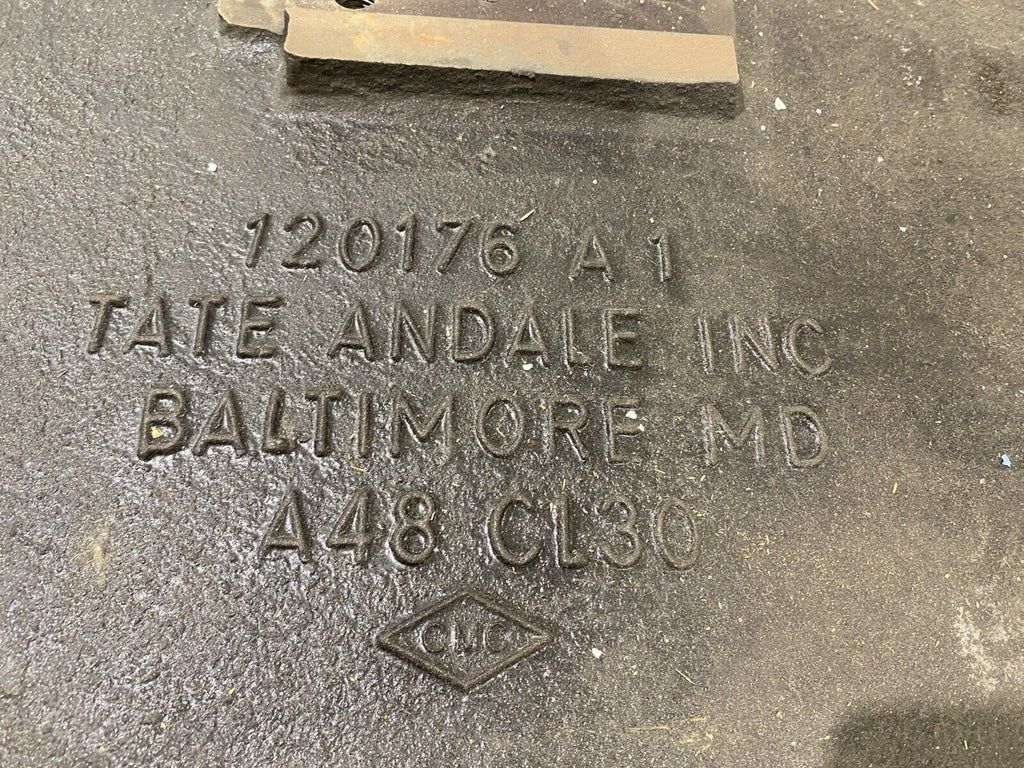 120176 A 1
TATE ANDALE INC
BALTIMORE MD
A48 CL30
CMC